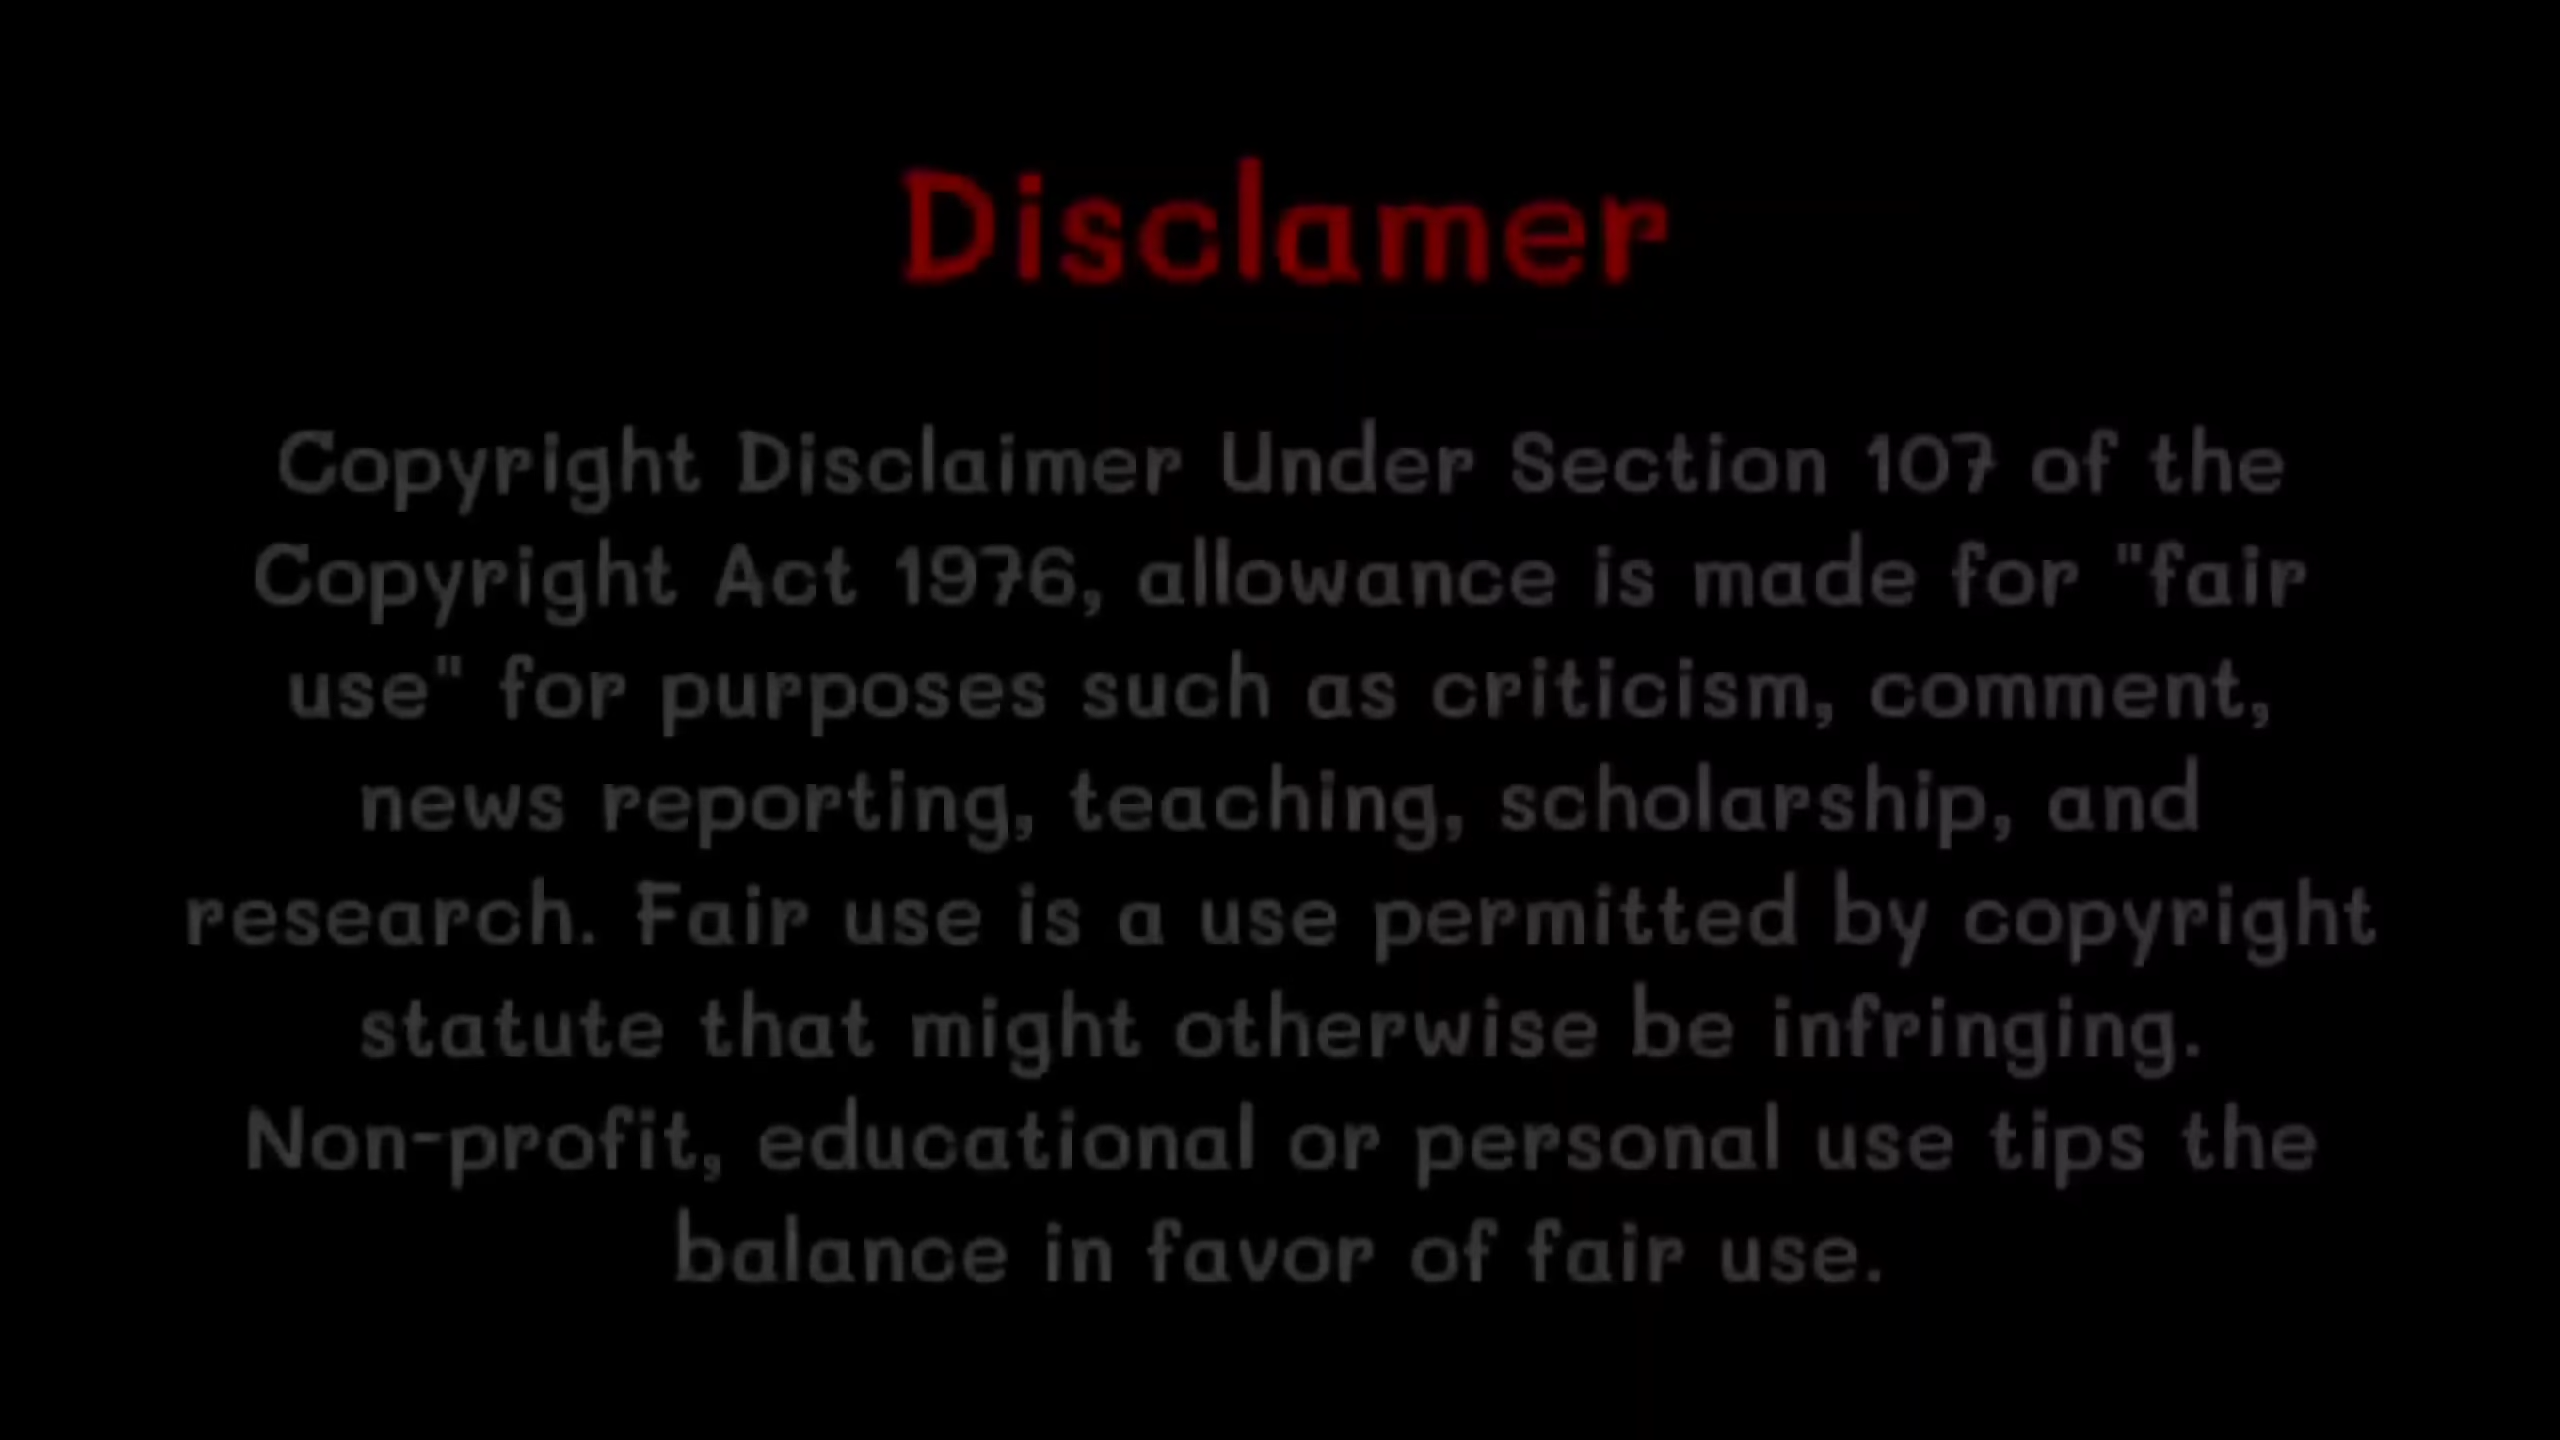 Disclamer
Copyright Disclaimer Under Section 107 of the
Copyright Act 1976, allowance is made for "fair
use" for purposes such as criticism, comment,
news reporting, teaching, scholarship, and
research. Fair use is a use permitted by copyright
statute that might otherwise be infringing.
Non-profit, educational or personal use tips the
balance in favor of fair use.